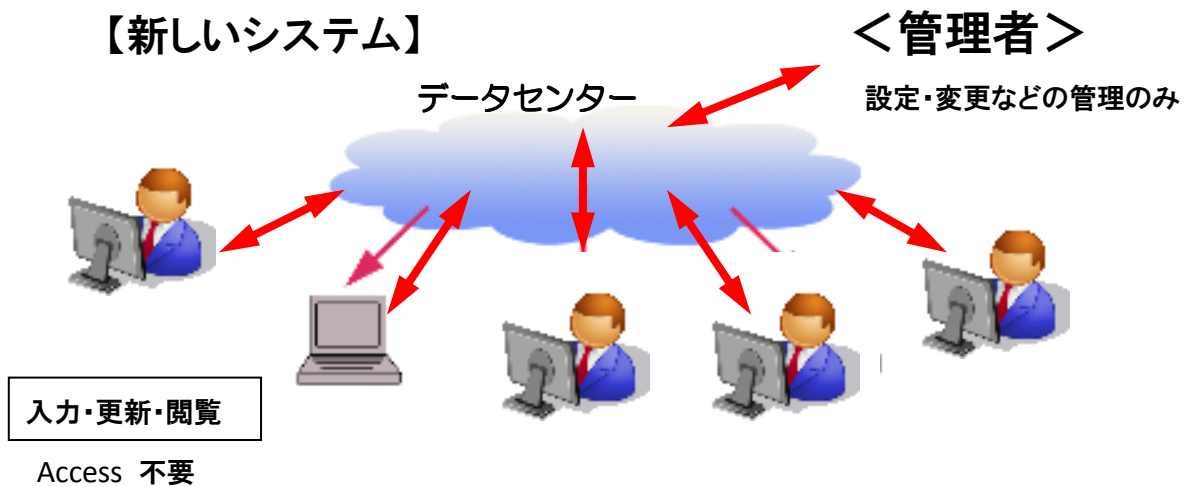 【新しいシステム】
＜管理者＞
データセンター
設定・変更などの管理のみ
入力・更新・閲覧
Access 不要